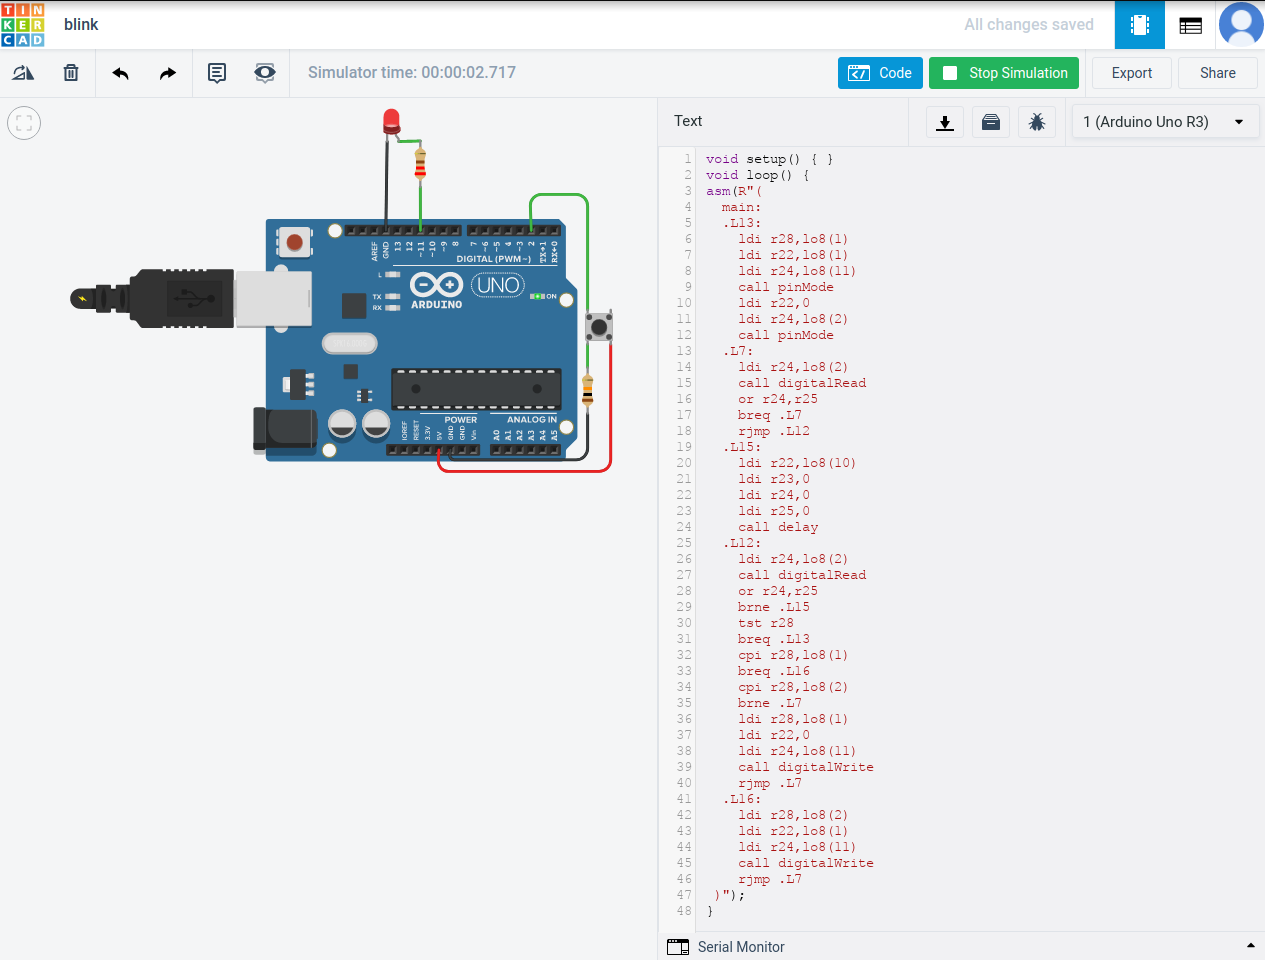 TIN
KER
CAD
blink
All changes saved
Simulator time: 00:00:02.717
Code
Stop Simulation
Export
Share
Text
1 (Arduino Uno R3)
AREF
GND
13
12
~11
~10
~9
8
7
~6
~5
4
~3
2
TX→1
RX←0
DIGITAL (PWM~)
L
TX
RX
ARDUINO
UNO
ON
IOREF
RESET
3.3V
5V
GND
GND
Vin
POWER
ANALOG IN
A0
A1
A2
A3
A4
A5
1 void setup() { }
2 void loop() {
3 asm(R"(
4 main:
5 .L13:
6 ldi r28,lo8(1)
7 ldi r22,lo8(1)
8 ldi r24,lo8(11)
9 call pinMode
10 ldi r22,0
11 ldi r24,lo8(2)
12 call pinMode
13 .L7:
14 ldi r24,lo8(2)
15 call digitalRead
16 or r24,r25
17 breq .L7
18 rjmp .L12
19 .L15:
20 ldi r22,lo8(10)
21 ldi r23,0
22 ldi r24,0
23 ldi r25,0
24 call delay
25 .L12:
26 ldi r24,lo8(2)
27 call digitalRead
28 or r24,r25
29 brne .L15
30 tst r28
31 breq .L13
32 cpi r28,lo8(1)
33 breq .L16
34 cpi r28,lo8(2)
35 brne .L7
36 ldi r28,lo8(1)
37 ldi r22,0
38 ldi r24,lo8(11)
39 call digitalWrite
40 rjmp .L7
41 .L16:
42 ldi r28,lo8(2)
43 ldi r22,lo8(1)
44 ldi r24,lo8(11)
45 call digitalWrite
46 rjmp .L7
47 )");
48 }
Serial Monitor